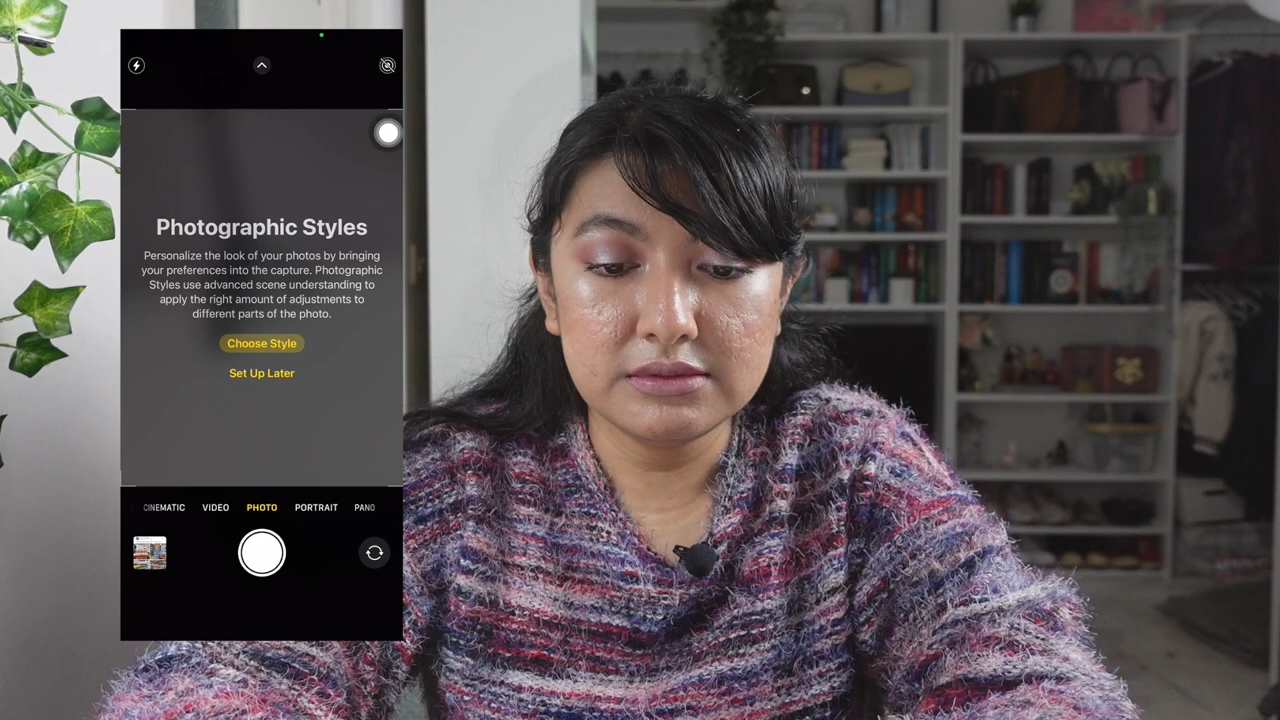 Photographic Styles
Personalize the look of your photos by bringing
your preferences into the capture. Photographic
Styles use advanced scene understanding to
apply the right amount of adjustments to
different parts of the photo.
Choose Style
Set Up Later
CINEMATIC VIDEO PHOTO PORTRAIT PANO